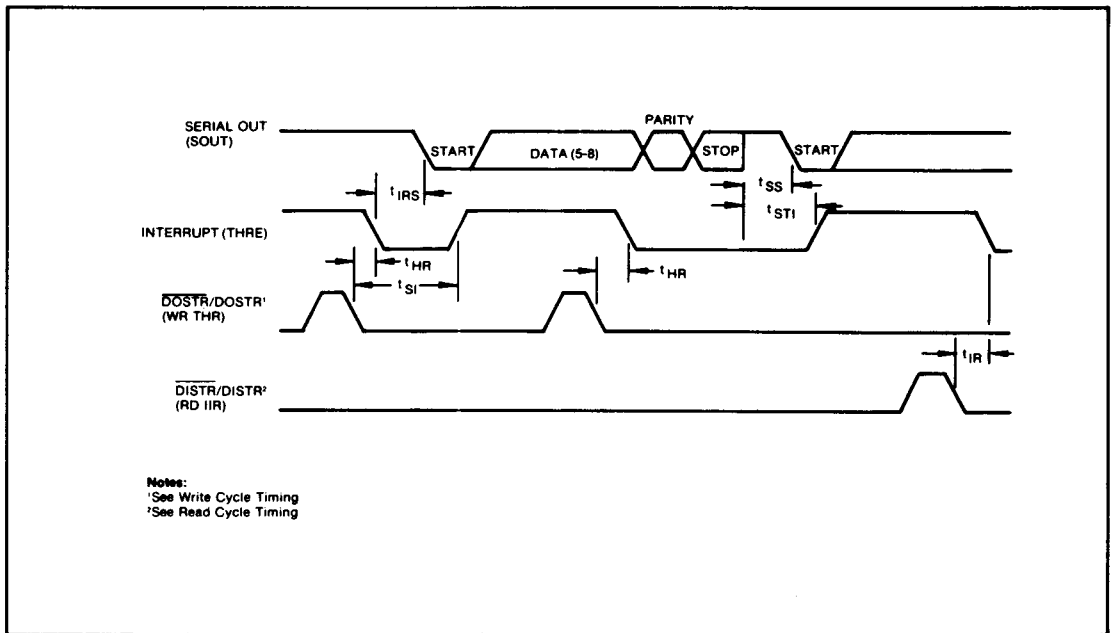 PARITY
SERIAL OUT
(SOUT)
START
DATA (5-8)
STOP
START
tIRS
tSS
tSTI
INTERRUPT (THRE)
tHR
tHR
tSI
DOSTR/DOSTR¹
(WR THR)
tIR
DISTR/DISTR²
(RD IIR)
Notes:
¹See Write Cycle Timing
²See Read Cycle Timing